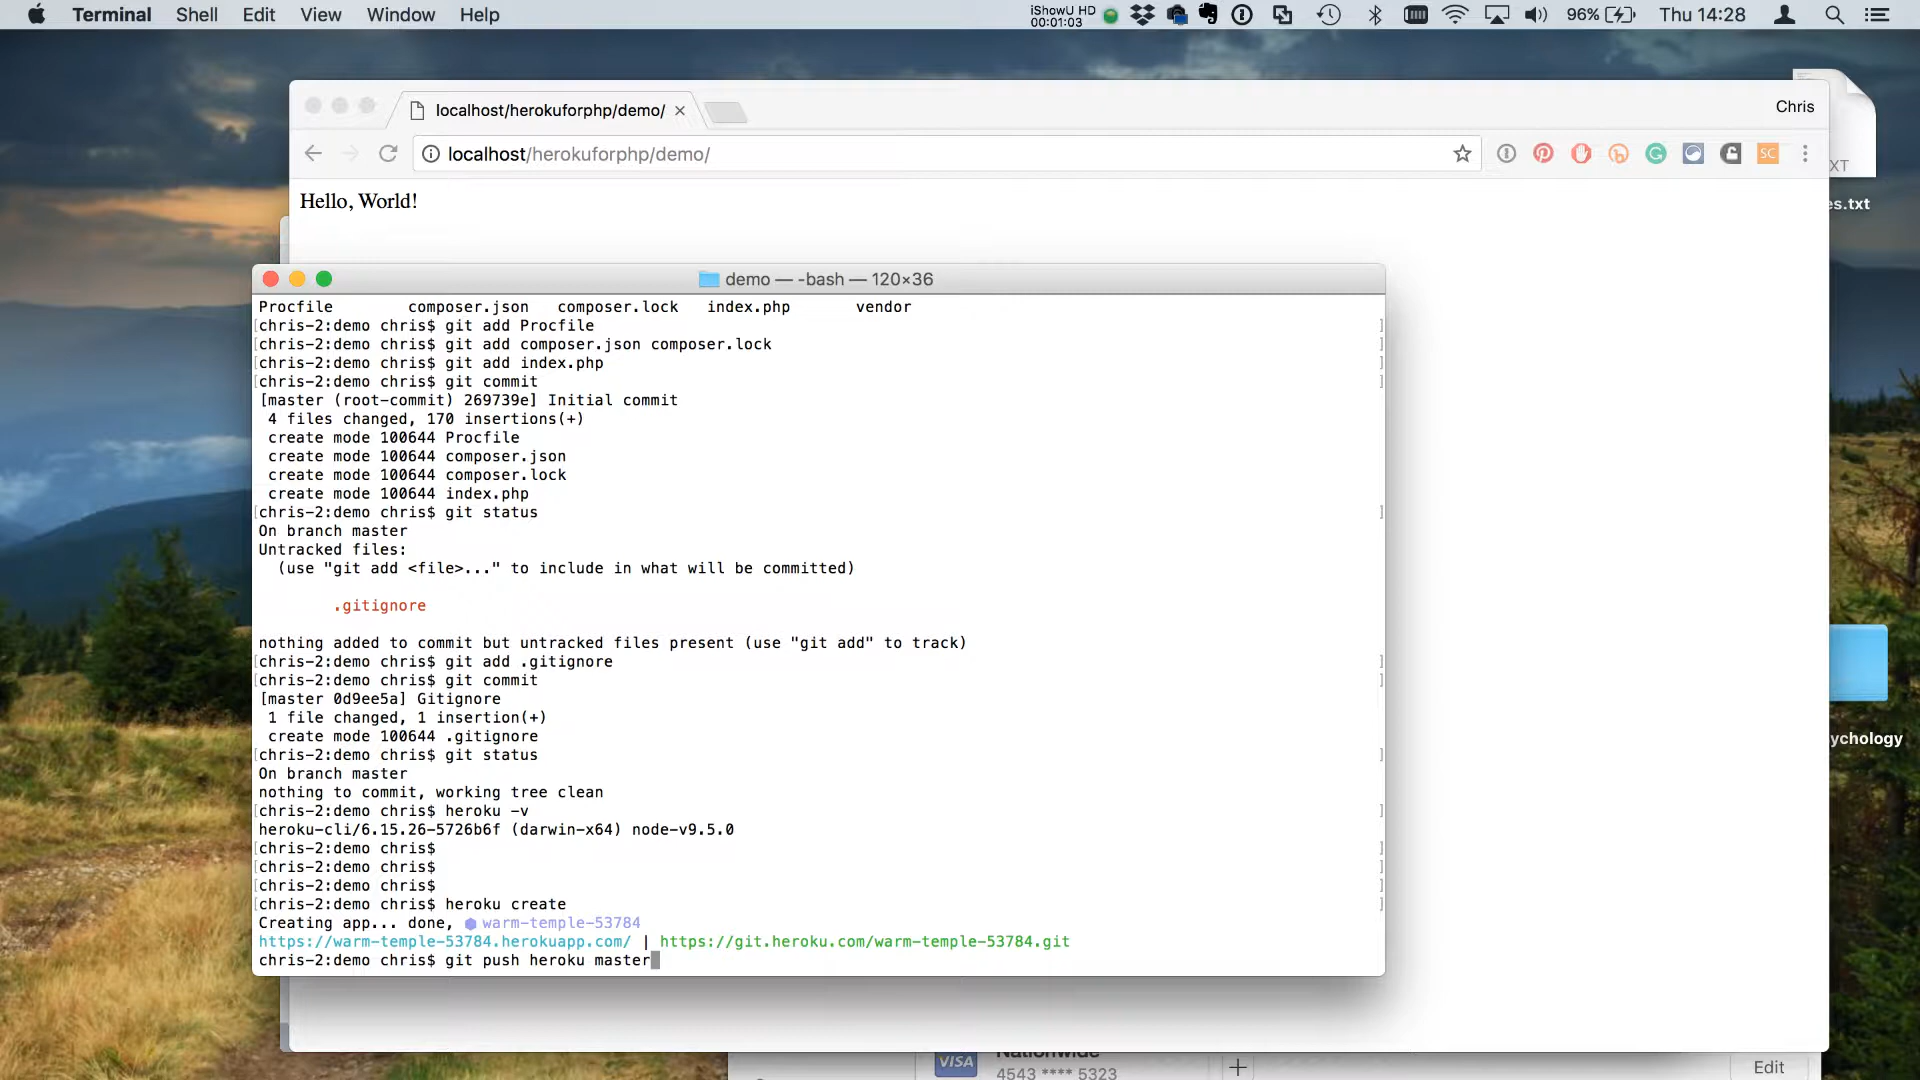 Terminal Shell Edit View Window Help iShowU HD 00:01:03 96% Thu 14:28
localhost/herokuforphp/demo/ × Chris
localhost/herokuforphp/demo/ SC
XT
es.txt
Hello, World!
demo — -bash — 120×36
Procfile composer.json composer.lock index.php vendor
[chris-2:demo chris$ git add Procfile ]
[chris-2:demo chris$ git add composer.json composer.lock ]
[chris-2:demo chris$ git add index.php ]
[chris-2:demo chris$ git commit ]
[master (root-commit) 269739e] Initial commit
4 files changed, 170 insertions(+)
create mode 100644 Procfile
create mode 100644 composer.json
create mode 100644 composer.lock
create mode 100644 index.php
[chris-2:demo chris$ git status ]
On branch master
Untracked files:
(use "git add <file>..." to include in what will be committed)
.gitignore
nothing added to commit but untracked files present (use "git add" to track)
[chris-2:demo chris$ git add .gitignore ]
[chris-2:demo chris$ git commit ]
[master 0d9ee5a] Gitignore
1 file changed, 1 insertion(+)
create mode 100644 .gitignore
[chris-2:demo chris$ git status ]
On branch master
nothing to commit, working tree clean
[chris-2:demo chris$ heroku -v ]
heroku-cli/6.15.26-5726b6f (darwin-x64) node-v9.5.0
[chris-2:demo chris$ ]
[chris-2:demo chris$ ]
[chris-2:demo chris$ ]
[chris-2:demo chris$ heroku create ]
Creating app... done, ⬢ warm-temple-53784
https://warm-temple-53784.herokuapp.com/ | https://git.heroku.com/warm-temple-53784.git
chris-2:demo chris$ git push heroku master
ychology
VISA Nationwide
4543 **** 5323
Edit